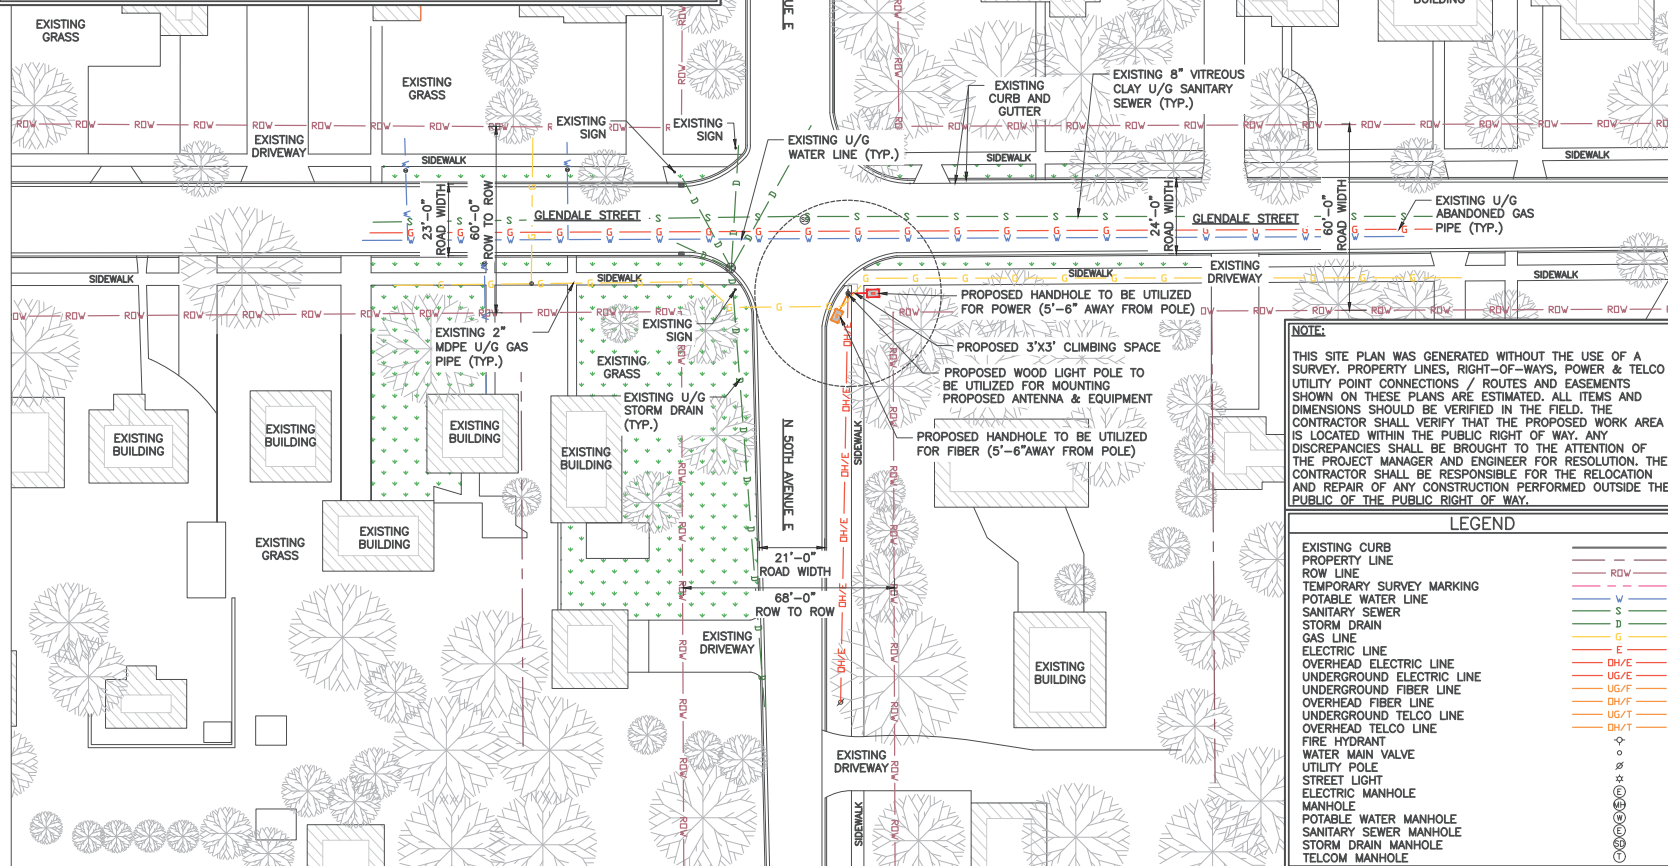 EXISTING
GRASS
EXISTING
GRASS
EXISTING
DRIVEWAY
SIDEWALK
EXISTING
SIGN
EXISTING
SIGN
UE E
EXISTING U/G
WATER LINE (TYP.)
EXISTING
CURB AND
GUTTER
EXISTING 8" VITREOUS
CLAY U/G SANITARY
SEWER (TYP.)
BUILDING
SIDEWALK
SIDEWALK
23'-0"
ROAD WIDTH
60'-0"
ROW TO ROW
GLENDALE STREET
24'-0"
ROAD WIDTH
GLENDALE STREET
60'-0"
ROAD WIDTH
EXISTING U/G
ABANDONED GAS
PIPE (TYP.)
SIDEWALK
SIDEWALK
SIDEWALK
EXISTING
DRIVEWAY
SIDEWALK
EXISTING 2"
MDPE U/G GAS
PIPE (TYP.)
EXISTING
SIGN
EXISTING
GRASS
EXISTING U/G
STORM DRAIN
(TYP.)
PROPOSED HANDHOLE TO BE UTILIZED
FOR POWER (5'-6" AWAY FROM POLE)
PROPOSED 3'X3' CLIMBING SPACE
PROPOSED WOOD LIGHT POLE TO
BE UTILIZED FOR MOUNTING
PROPOSED ANTENNA & EQUIPMENT
PROPOSED HANDHOLE TO BE UTILIZED
FOR FIBER (5'-6"AWAY FROM POLE)
EXISTING
BUILDING
EXISTING
BUILDING
EXISTING
BUILDING
EXISTING
BUILDING
EXISTING
BUILDING
EXISTING
GRASS
N 50TH AVENUE E
SIDEWALK
21'-0"
ROAD WIDTH
68'-0"
ROW TO ROW
EXISTING
DRIVEWAY
EXISTING
BUILDING
EXISTING
DRIVEWAY
SIDEWALK
NOTE:
THIS SITE PLAN WAS GENERATED WITHOUT THE USE OF A
SURVEY. PROPERTY LINES, RIGHT-OF-WAYS, POWER & TELCO
UTILITY POINT CONNECTIONS / ROUTES AND EASEMENTS
SHOWN ON THESE PLANS ARE ESTIMATED. ALL ITEMS AND
DIMENSIONS SHOULD BE VERIFIED IN THE FIELD. THE
CONTRACTOR SHALL VERIFY THAT THE PROPOSED WORK AREA
IS LOCATED WITHIN THE PUBLIC RIGHT OF WAY. ANY
DISCREPANCIES SHALL BE BROUGHT TO THE ATTENTION OF
THE PROJECT MANAGER AND ENGINEER FOR RESOLUTION. THE
CONTRACTOR SHALL BE RESPONSIBLE FOR THE RELOCATION
AND REPAIR OF ANY CONSTRUCTION PERFORMED OUTSIDE THE
PUBLIC OF THE PUBLIC RIGHT OF WAY.
LEGEND
EXISTING CURB
PROPERTY LINE
ROW LINE ROW
TEMPORARY SURVEY MARKING
POTABLE WATER LINE W
SANITARY SEWER S
STORM DRAIN D
GAS LINE G
ELECTRIC LINE E
OVERHEAD ELECTRIC LINE OH/E
UNDERGROUND ELECTRIC LINE UG/E
UNDERGROUND FIBER LINE UG/F
OVERHEAD FIBER LINE OH/F
UNDERGROUND TELCO LINE UG/T
OVERHEAD TELCO LINE OH/T
FIRE HYDRANT
WATER MAIN VALVE
UTILITY POLE
STREET LIGHT
ELECTRIC MANHOLE E
MANHOLE MH
POTABLE WATER MANHOLE W
SANITARY SEWER MANHOLE E
STORM DRAIN MANHOLE SD
TELCOM MANHOLE T